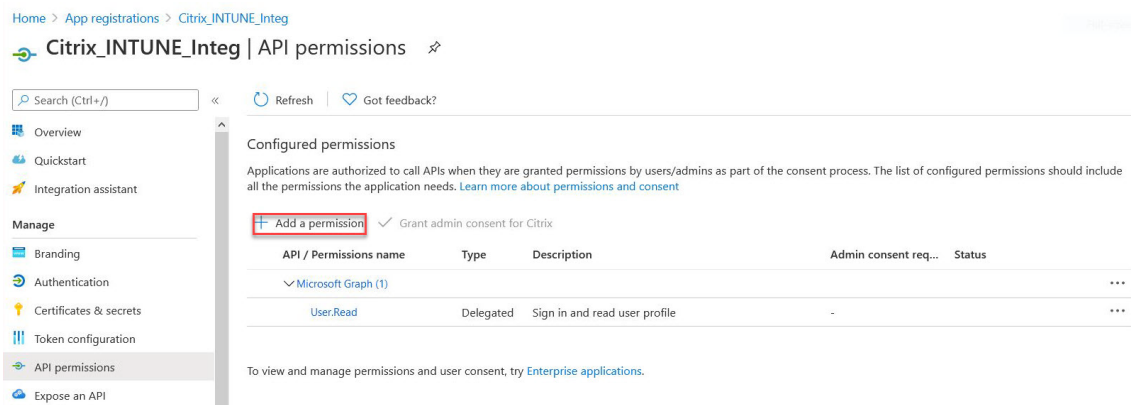 Home > App registrations > Citrix_INTUNE_Integ
Citrix_INTUNE_Integ | API permissions
Search (Ctrl+/)
«
Overview
Quickstart
Integration assistant
Manage
Branding
Authentication
Certificates & secrets
Token configuration
API permissions
Expose an API
Refresh | Got feedback?
Configured permissions
Applications are authorized to call APIs when they are granted permissions by users/admins as part of the consent process. The list of configured permissions should include
all the permissions the application needs. Learn more about permissions and consent
+ Add a permission ✓ Grant admin consent for Citrix
API / Permissions name Type Description Admin consent req... Status
Microsoft Graph (1) ...
User.Read Delegated Sign in and read user profile - ...
To view and manage permissions and user consent, try Enterprise applications.